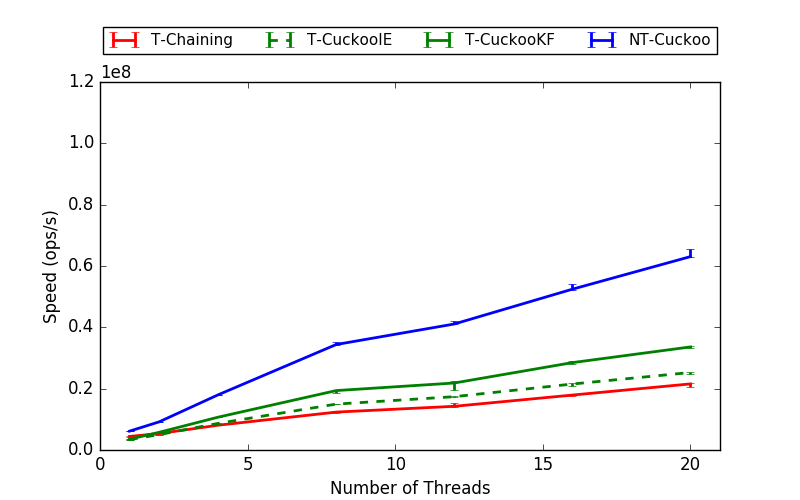 T-Chaining T-CuckooIE T-CuckooKF NT-Cuckoo
1e8
1.2
1.0
0.8
0.6
0.4
0.2
0.0
Speed (ops/s)
0 5 10 15 20
Number of Threads